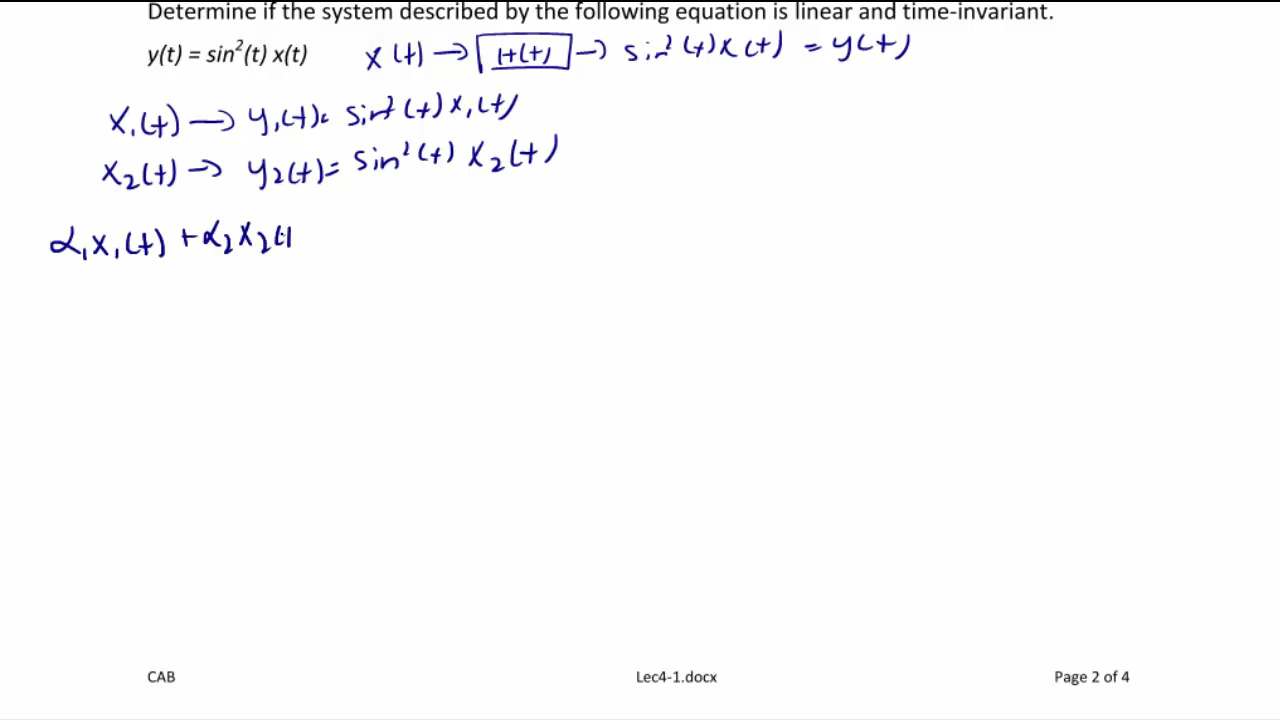 Determine if the system described by the following equation is linear and time-invariant.
y(t) = sin²(t) x(t) x(t) → H(t) → sin²(t)x(t) = y(t)
x₁(t) → y₁(t) = sin²(t) x₁(t)
x₂(t) → y₂(t) = sin²(t) x₂(t)
α₁x₁(t) + α₂x₂(t
CAB Lec4-1.docx Page 2 of 4